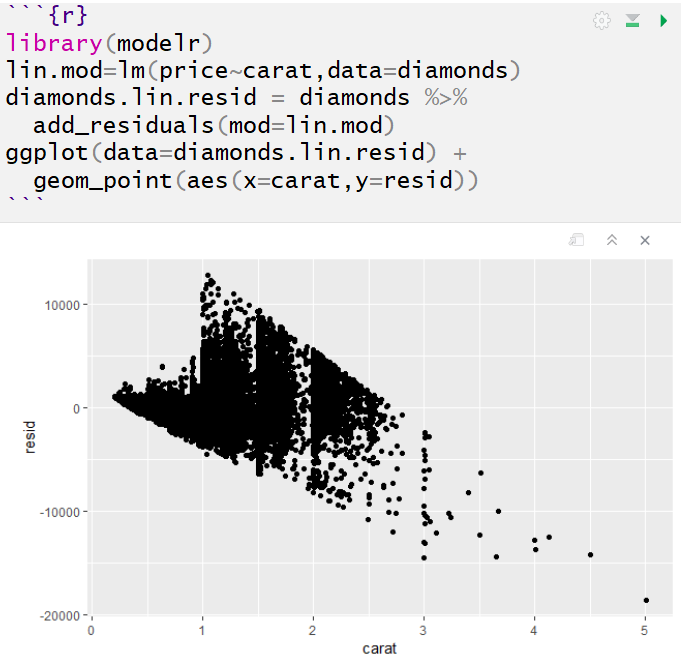 ```{r}
library(modelr)
lin.mod=lm(price~carat,data=diamonds)
diamonds.lin.resid = diamonds %>%
  add_residuals(mod=lin.mod)
ggplot(data=diamonds.lin.resid) +
  geom_point(aes(x=carat,y=resid))
```
10000
0
-10000
-20000
resid
0 1 2 3 4 5
carat